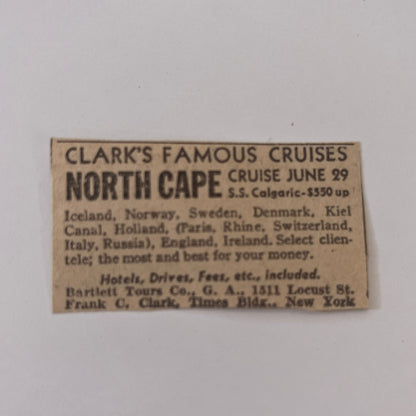 CLARK'S FAMOUS CRUISES
NORTH CAPE CRUISE JUNE 29
S.S. Calgaric-$550 up
Iceland, Norway, Sweden, Denmark, Kiel
Canal, Holland, (Paris, Rhine, Switzerland,
Italy, Russia), England, Ireland. Select clien-
tele; the most and best for your money.
Hotels, Drives, Fees, etc., included.
Bartlett Tours Co., G. A., 1511 Locust St.
Frank C. Clark, Times Bldg., New York